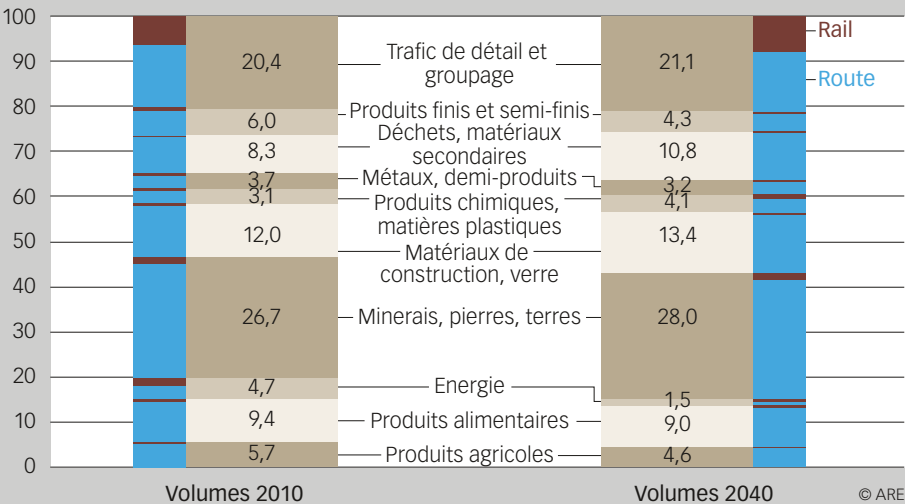 100
90
80
70
60
50
40
30
20
10
0
20,4
6,0
8,3
3,7
3,1
12,0
26,7
4,7
9,4
5,7
Trafic de détail et
groupage
Produits finis et semi-finis
Déchets, matériaux
secondaires
Métaux, demi-produits
Produits chimiques,
matières plastiques
Matériaux de
construction, verre
Minerais, pierres, terres
Energie
Produits alimentaires
Produits agricoles
21,1
4,3
10,8
3,2
4,1
13,4
28,0
1,5
9,0
4,6
Rail
Route
Volumes 2010
Volumes 2040
© ARE